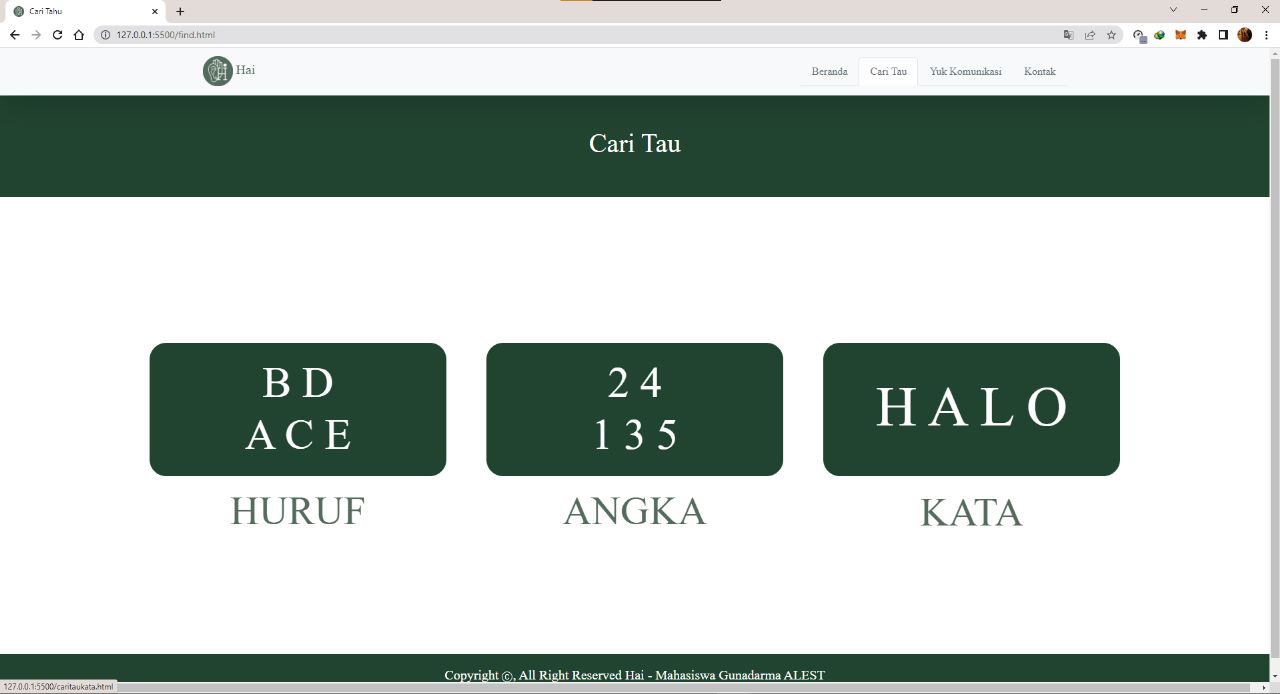 Cari Tahu
127.0.0.1:5500/find.html
Hai
Beranda
Cari Tau
Yuk Komunikasi
Kontak
Cari Tau
B D
A C E
2 4
1 3 5
H A L O
HURUF
ANGKA
KATA
Copyright ©, All Right Reserved Hai - Mahasiswa Gunadarma ALEST
127.0.0.1:5500/caritaukata.html